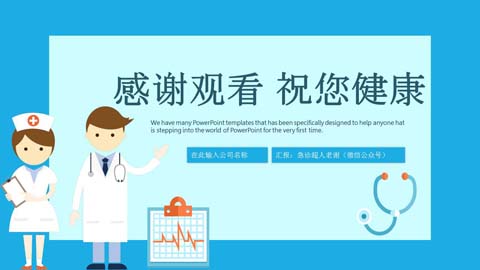 感谢观看 祝您健康
We have many PowerPoint templates that has been specifically designed to help anyone hat
is stepping into the world of PowerPoint for the very first time.
在此输入公司名称
汇报：急诊超人老谢（微信公众号）